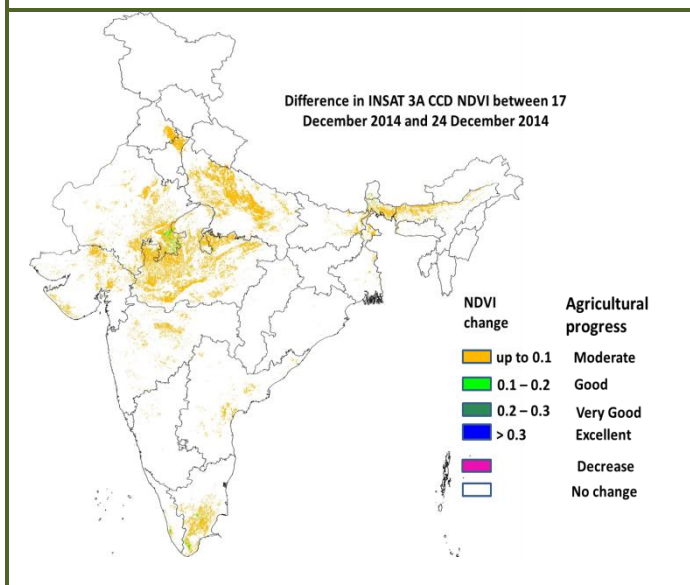 Difference in INSAT 3A CCD NDVI between 17
December 2014 and 24 December 2014
NDVI change
Agricultural progress
up to 0.1 Moderate
0.1 – 0.2 Good
0.2 – 0.3 Very Good
> 0.3 Excellent
Decrease
No change